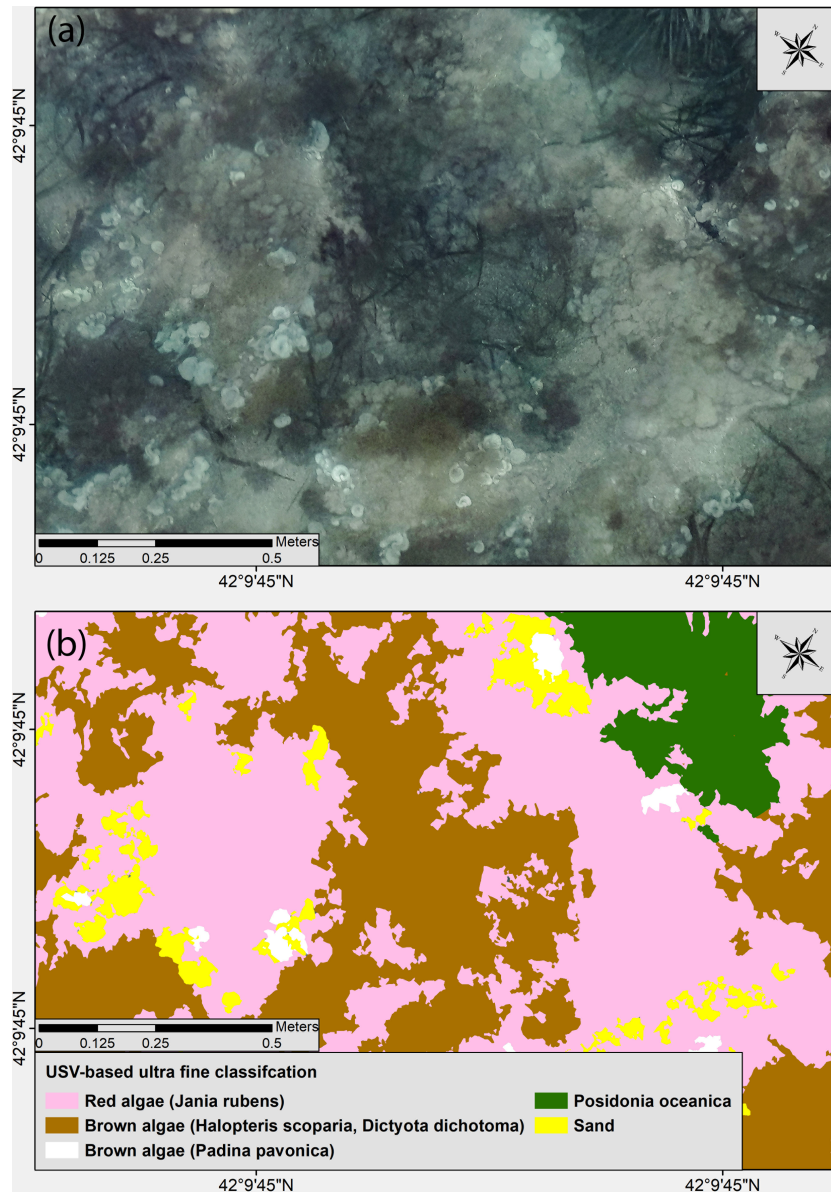 (a)
N
W
E
S
42°9'45"N
42°9'45"N
Meters
0 0.125 0.25 0.5
42°9'45"N 42°9'45"N
(b)
N
W
E
S
42°9'45"N
42°9'45"N
Meters
0 0.125 0.25 0.5
USV-based ultra fine classifcation
Red algae (Jania rubens)
Brown algae (Halopteris scoparia, Dictyota dichotoma)
Brown algae (Padina pavonica)
Posidonia oceanica
Sand
42°9'45"N 42°9'45"N